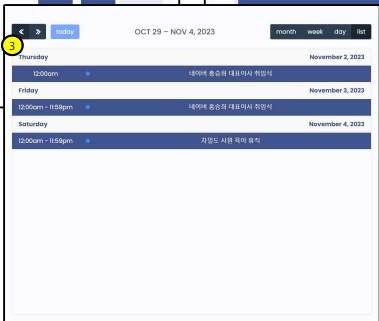 « » today OCT 29 – NOV 4, 2023 month week day list
3
Thursday November 2, 2023
12:00am 네이버 홍승희 대표이사 취임식
Friday November 3, 2023
12:00am - 11:59pm 네이버 홍승희 대표이사 취임식
Saturday November 4, 2023
12:00am - 11:59pm 차열도 사원 육아 휴직